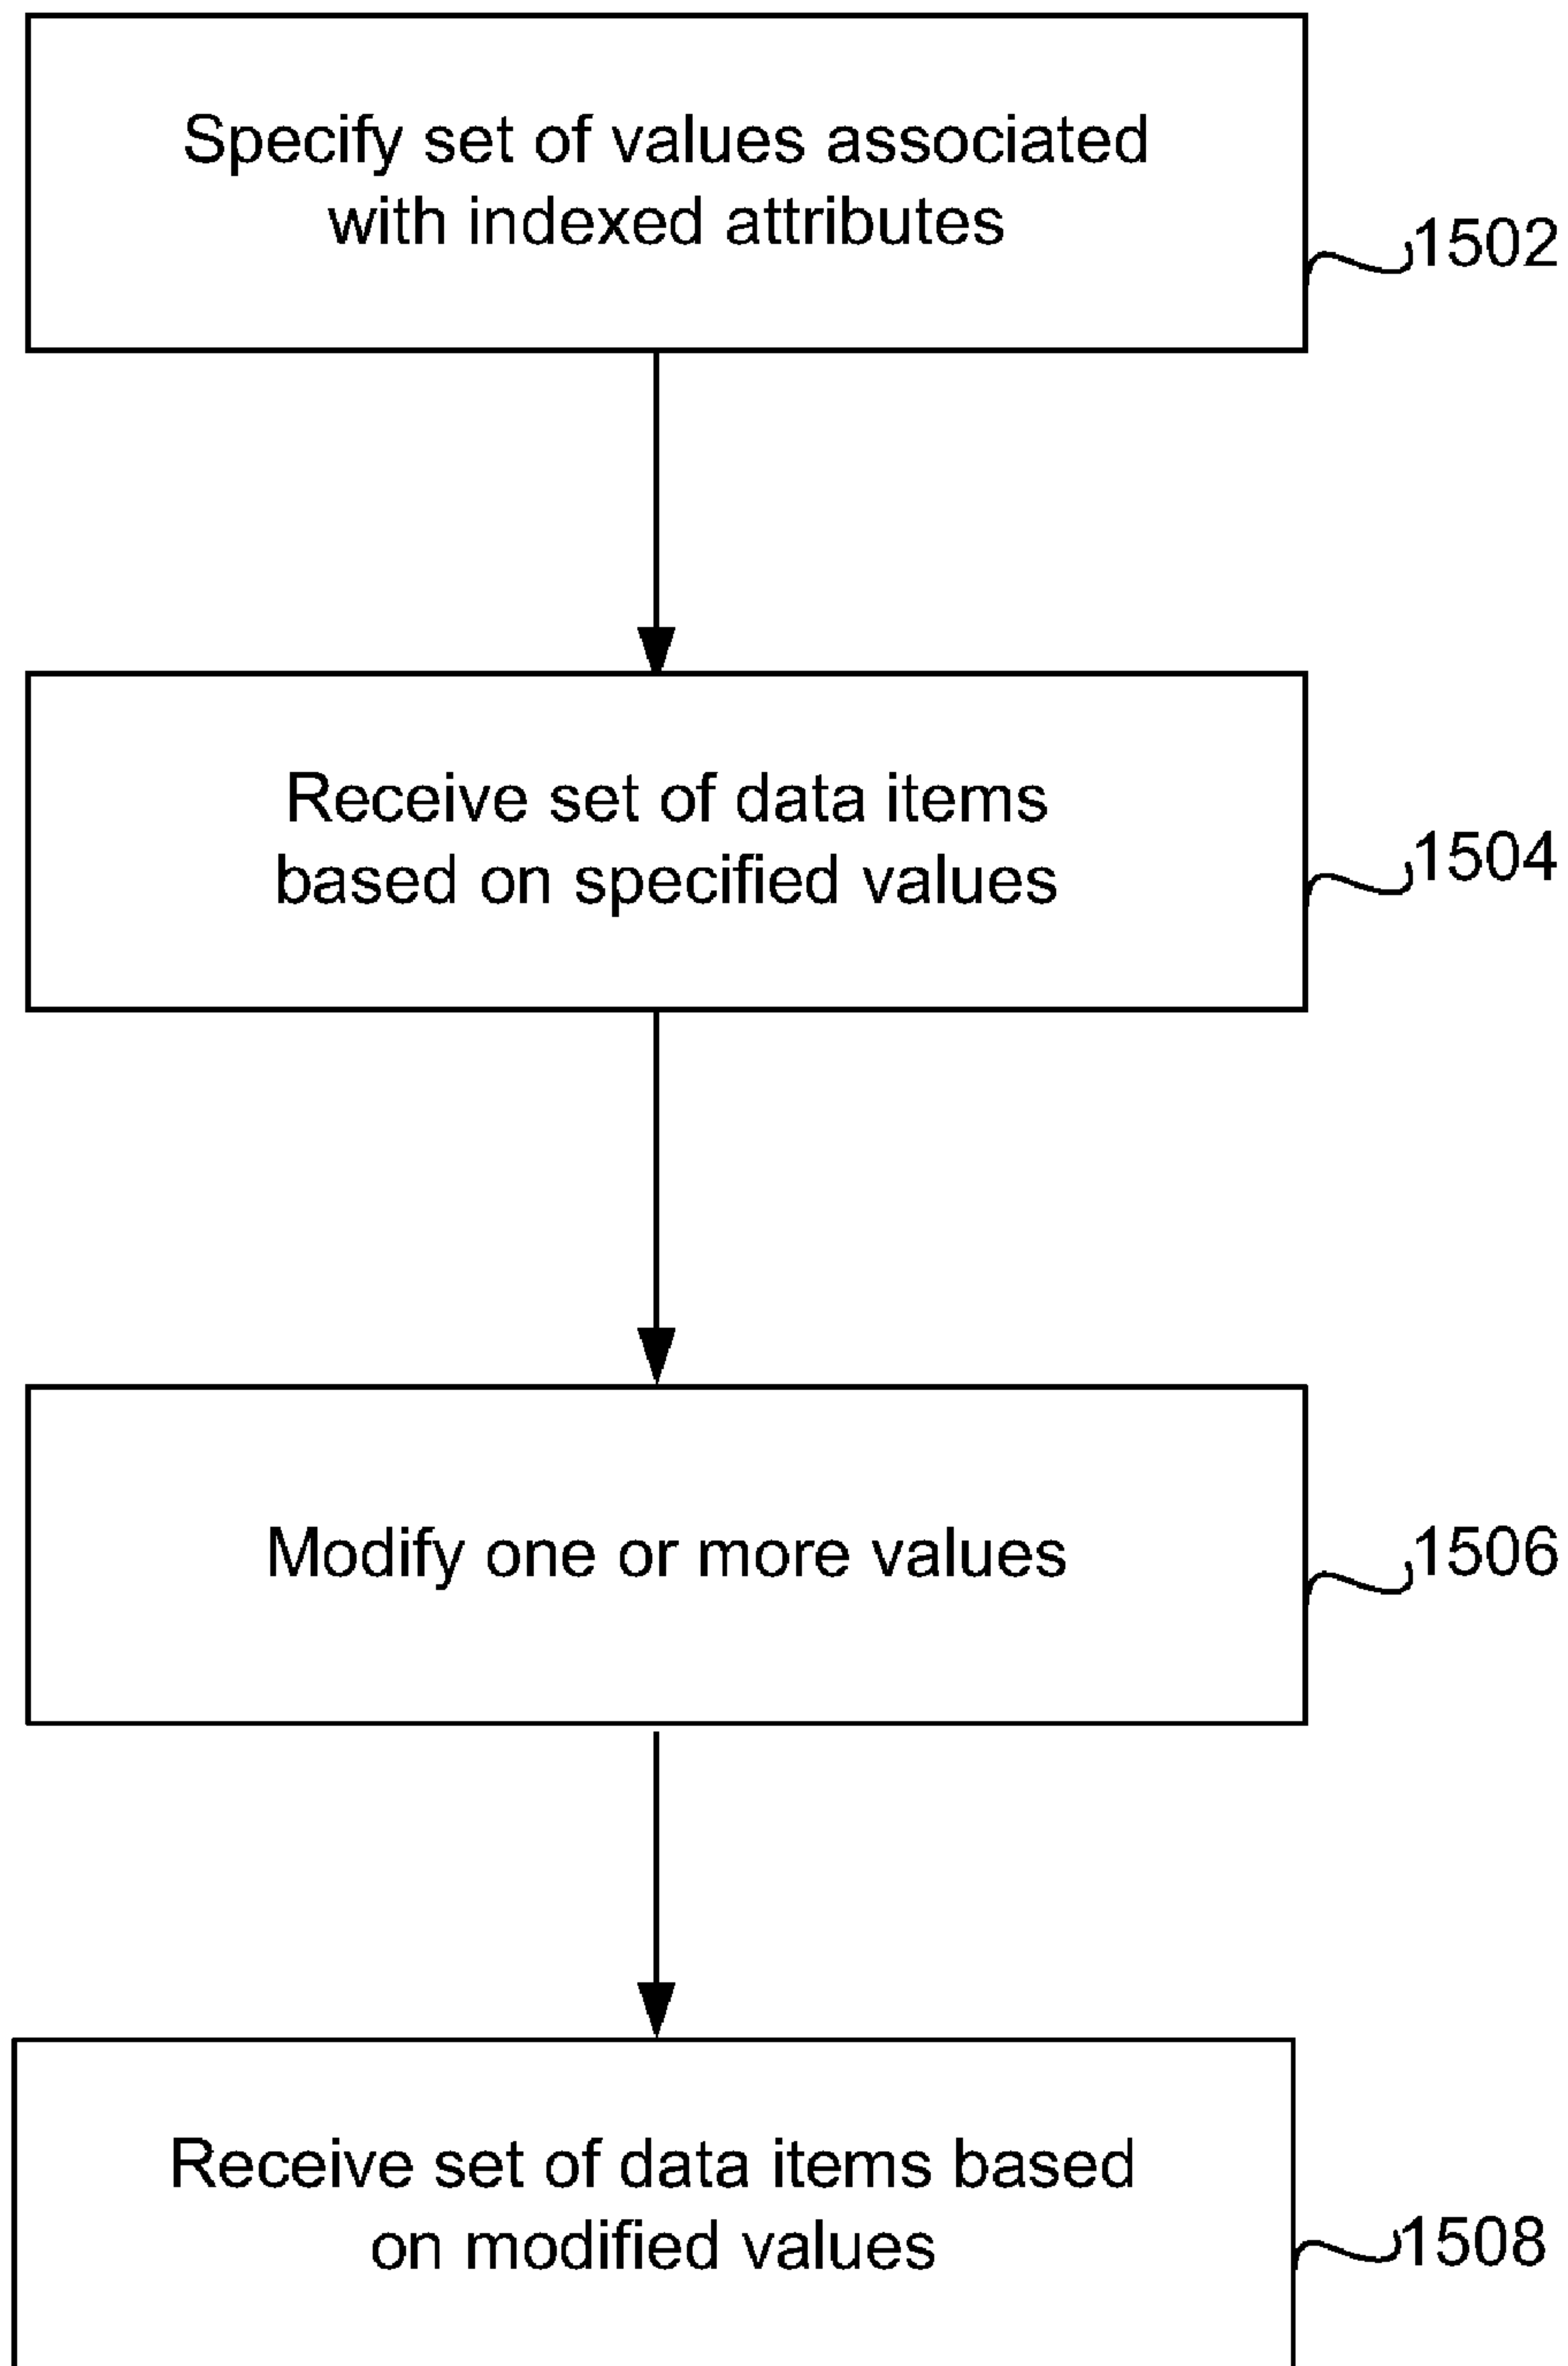 Specify set of values associated
with indexed attributes
1502
Receive set of data items
based on specified values
1504
Modify one or more values
1506
Receive set of data items based
on modified values
1508